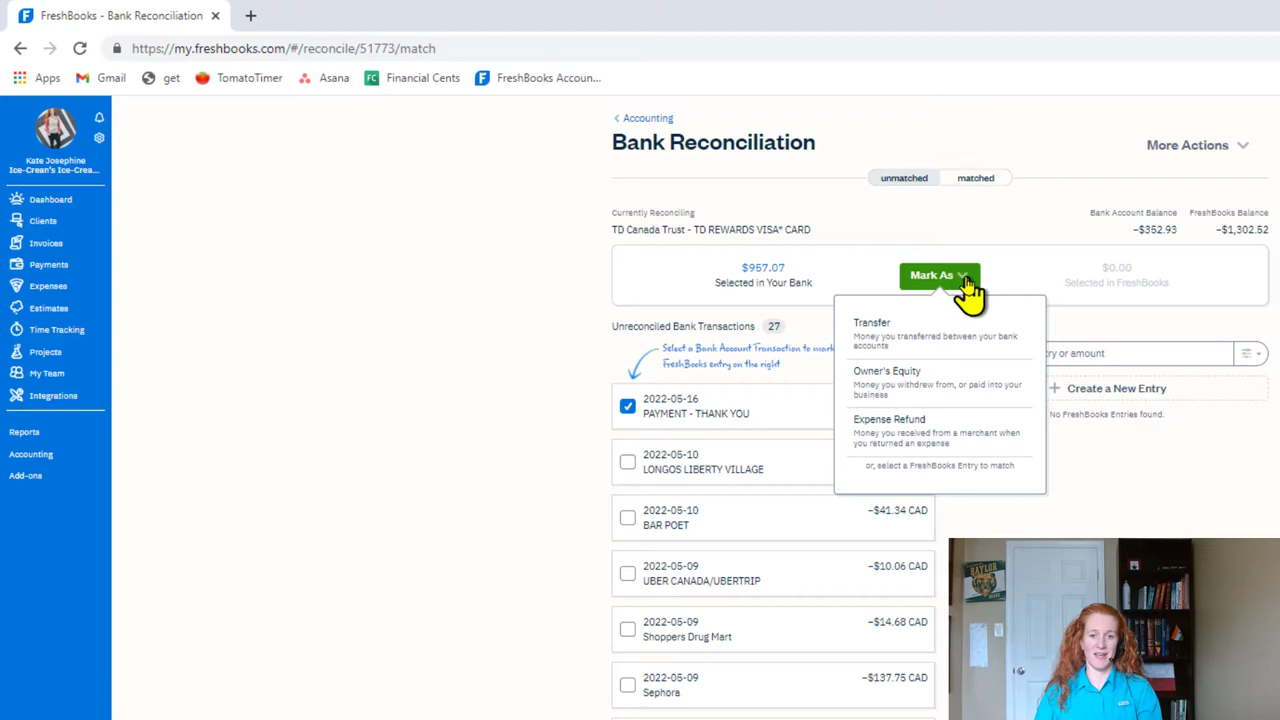 FreshBooks - Bank Reconciliation
https://my.freshbooks.com/#/reconcile/51773/match
Apps
Gmail
get
TomatoTimer
Asana
Financial Cents
FreshBooks Accoun...
Kate Josephine
Ice-Crean's Ice-Crea...
Dashboard
Clients
Invoices
Payments
Expenses
Estimates
Time Tracking
Projects
My Team
Integrations
Reports
Accounting
Add-ons
Accounting
Bank Reconciliation
More Actions
unmatched
matched
Currently Reconciling
TD Canada Trust - TD REWARDS VISA* CARD
Bank Account Balance
-$352.93
FreshBooks Balance
-$1,302.52
$957.07
Selected in Your Bank
Mark As
$0.00
Selected in FreshBooks
Transfer
Money you transferred between your bank
accounts
Owner's Equity
Money you withdrew from, or paid into your
business
Expense Refund
Money you received from a merchant when
you returned an expense
or, select a FreshBooks Entry to match
Unreconciled Bank Transactions 27
Select a Bank Account Transaction to mar
FreshBooks entry on the right
try or amount
Create a New Entry
No FreshBooks Entries found.
2022-05-16
PAYMENT - THANK YOU
2022-05-10
LONGOS LIBERTY VILLAGE
2022-05-10
BAR POET
-$41.34 CAD
2022-05-09
UBER CANADA/UBERTRIP
-$10.06 CAD
2022-05-09
Shoppers Drug Mart
-$14.68 CAD
2022-05-09
Sephora
-$137.75 CAD
BAYLOR